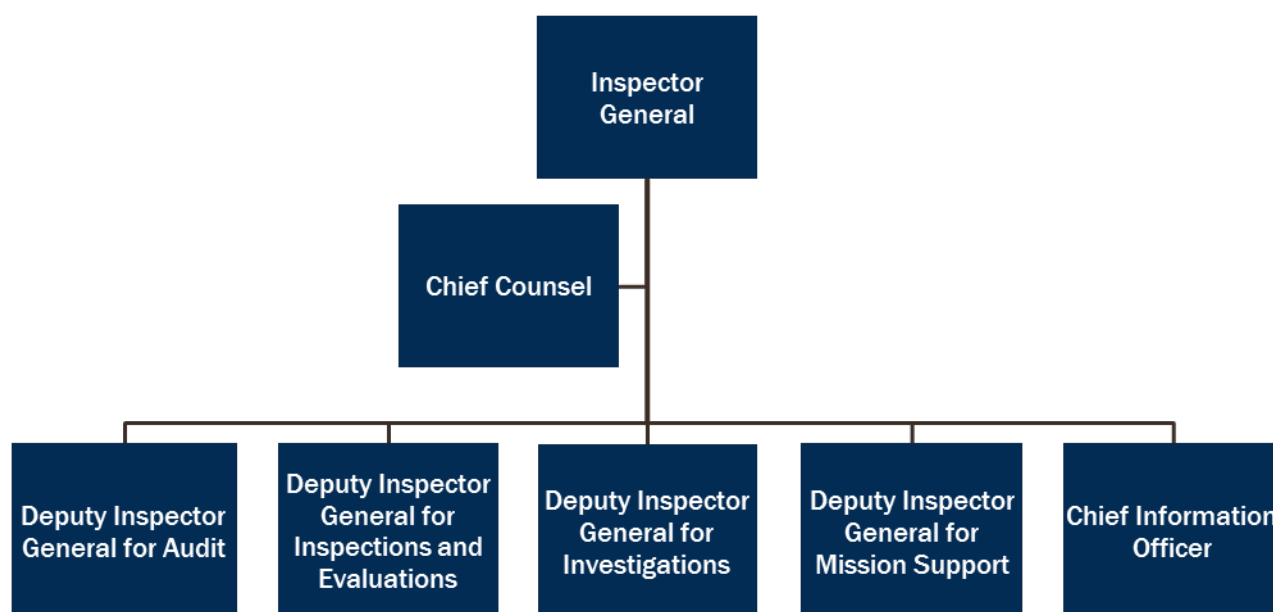 Inspector
General
Chief Counsel
Deputy Inspector
General for Audit
Deputy Inspector
General for
Inspections and
Evaluations
Deputy Inspector
General for
Investigations
Deputy Inspector
General for
Mission Support
Chief Information
Officer